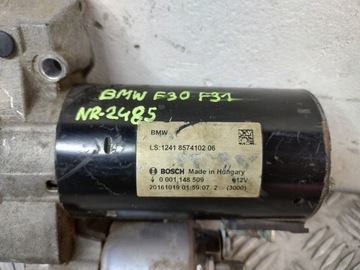 BMW F30 F31
NR-2485
BMW
LS:1241 8574102 06
BOSCH Made in Hungary
0 001 148 509 12V
20161019 01:59:07 2 (3000)